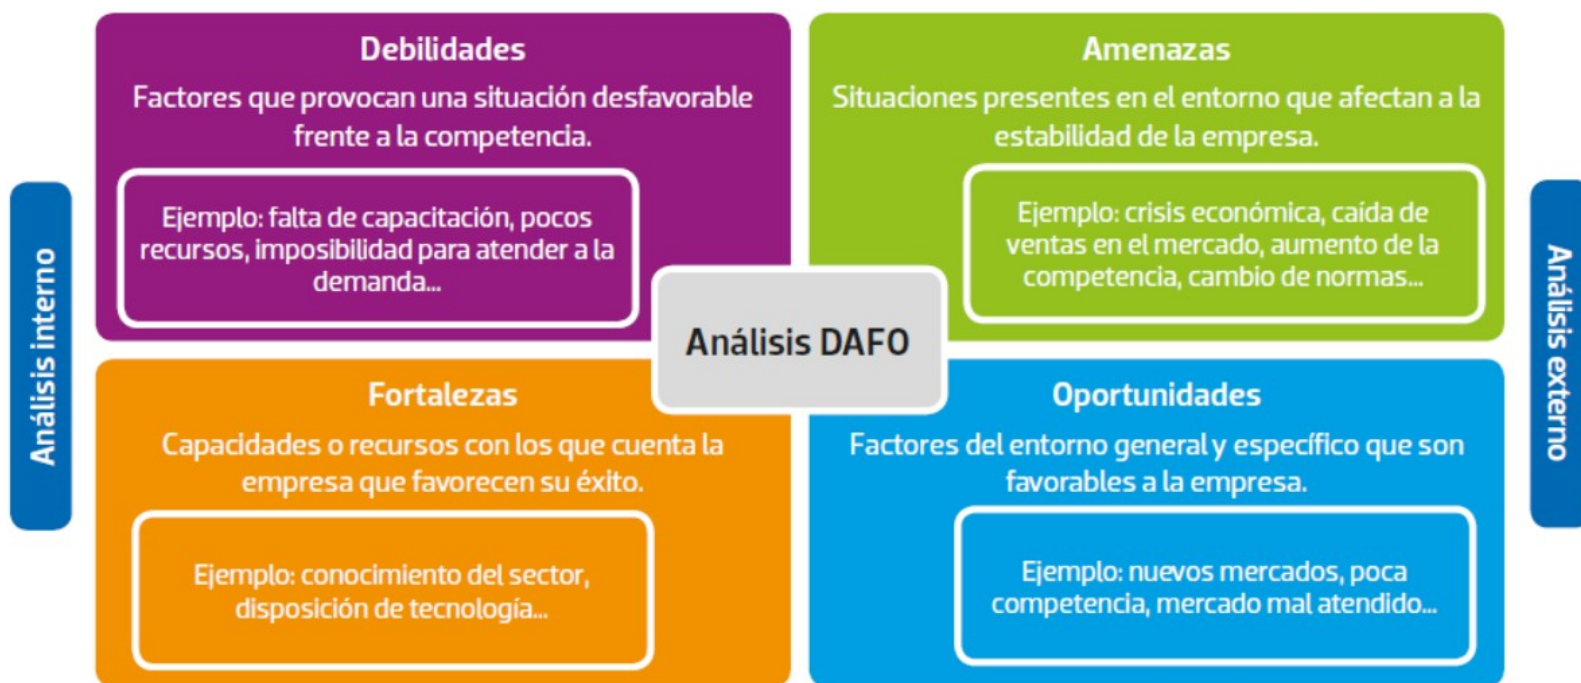 Análisis interno
Debilidades
Factores que provocan una situación desfavorable
frente a la competencia.
Ejemplo: falta de capacitación, pocos
recursos, imposibilidad para atender a la
demanda...
Amenazas
Situaciones presentes en el entorno que afectan a la
estabilidad de la empresa.
Ejemplo: crisis económica, caída de
ventas en el mercado, aumento de la
competencia, cambio de normas...
Análisis DAFO
Fortalezas
Capacidades o recursos con los que cuenta la
empresa que favorecen su éxito.
Ejemplo: conocimiento del sector,
disposición de tecnología...
Oportunidades
Factores del entorno general y específico que son
favorables a la empresa.
Ejemplo: nuevos mercados, poca
competencia, mercado mal atendido...
Análisis externo